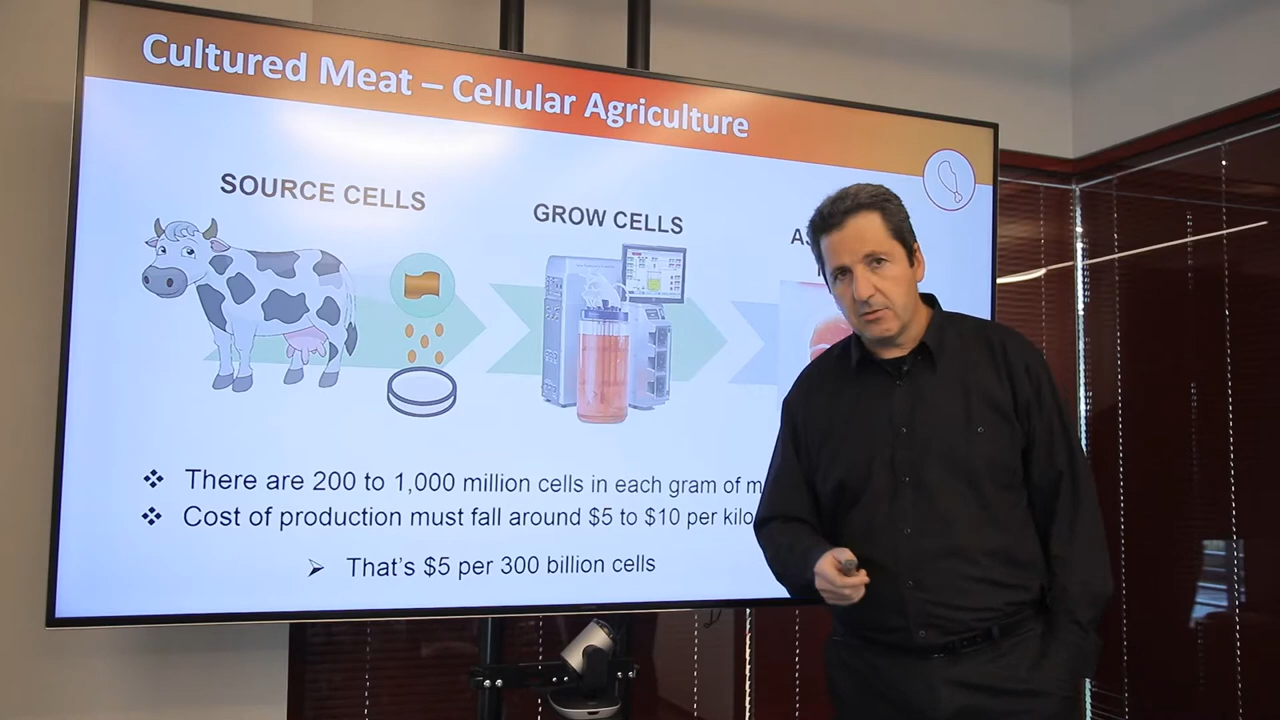 Cultured Meat – Cellular Agriculture
SOURCE CELLS
GROW CELLS
❖ There are 200 to 1,000 million cells in each gram of
❖ Cost of production must fall around $5 to $10 per
➢ That's $5 per 300 billion cells